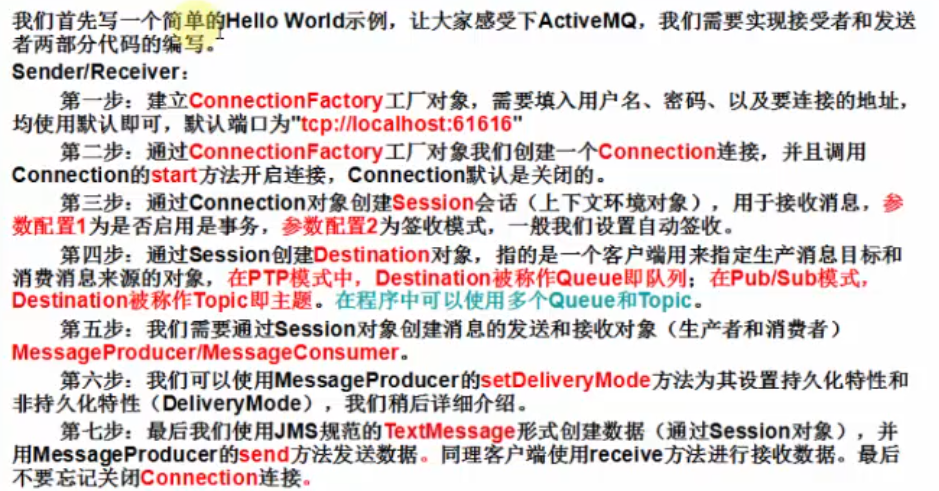 我们首先写一个简单的Hello World示例，让大家感受下ActiveMQ，我们需要实现接受者和发送
者两部分代码的编写。
Sender/Receiver：
第一步：建立ConnectionFactory工厂对象，需要填入用户名、密码、以及要连接的地址，
均使用默认即可，默认端口为"tcp://localhost:61616"
第二步：通过ConnectionFactory工厂对象我们创建一个Connection连接，并且调用
Connection的start方法开启连接，Connection默认是关闭的。
第三步：通过Connection对象创建Session会话（上下文环境对象），用于接收消息，参
数配置1为是否启用是事务，参数配置2为签收模式，一般我们设置自动签收。
第四步：通过Session创建Destination对象，指的是一个客户端用来指定生产消息目标和
消费消息来源的对象，在PTP模式中，Destination被称作Queue即队列；在Pub/Sub模式，
Destination被称作Topic即主题。在程序中可以使用多个Queue和Topic。
第五步：我们需要通过Session对象创建消息的发送和接收对象（生产者和消费者）
MessageProducer/MessageConsumer。
第六步：我们可以使用MessageProducer的setDeliveryMode方法为其设置持久化特性和
非持久化特性（DeliveryMode），我们稍后详细介绍。
第七步：最后我们使用JMS规范的TextMessage形式创建数据（通过Session对象），并
用MessageProducer的send方法发送数据。同理客户端使用receive方法进行接收数据。最后
不要忘记关闭Connection连接。